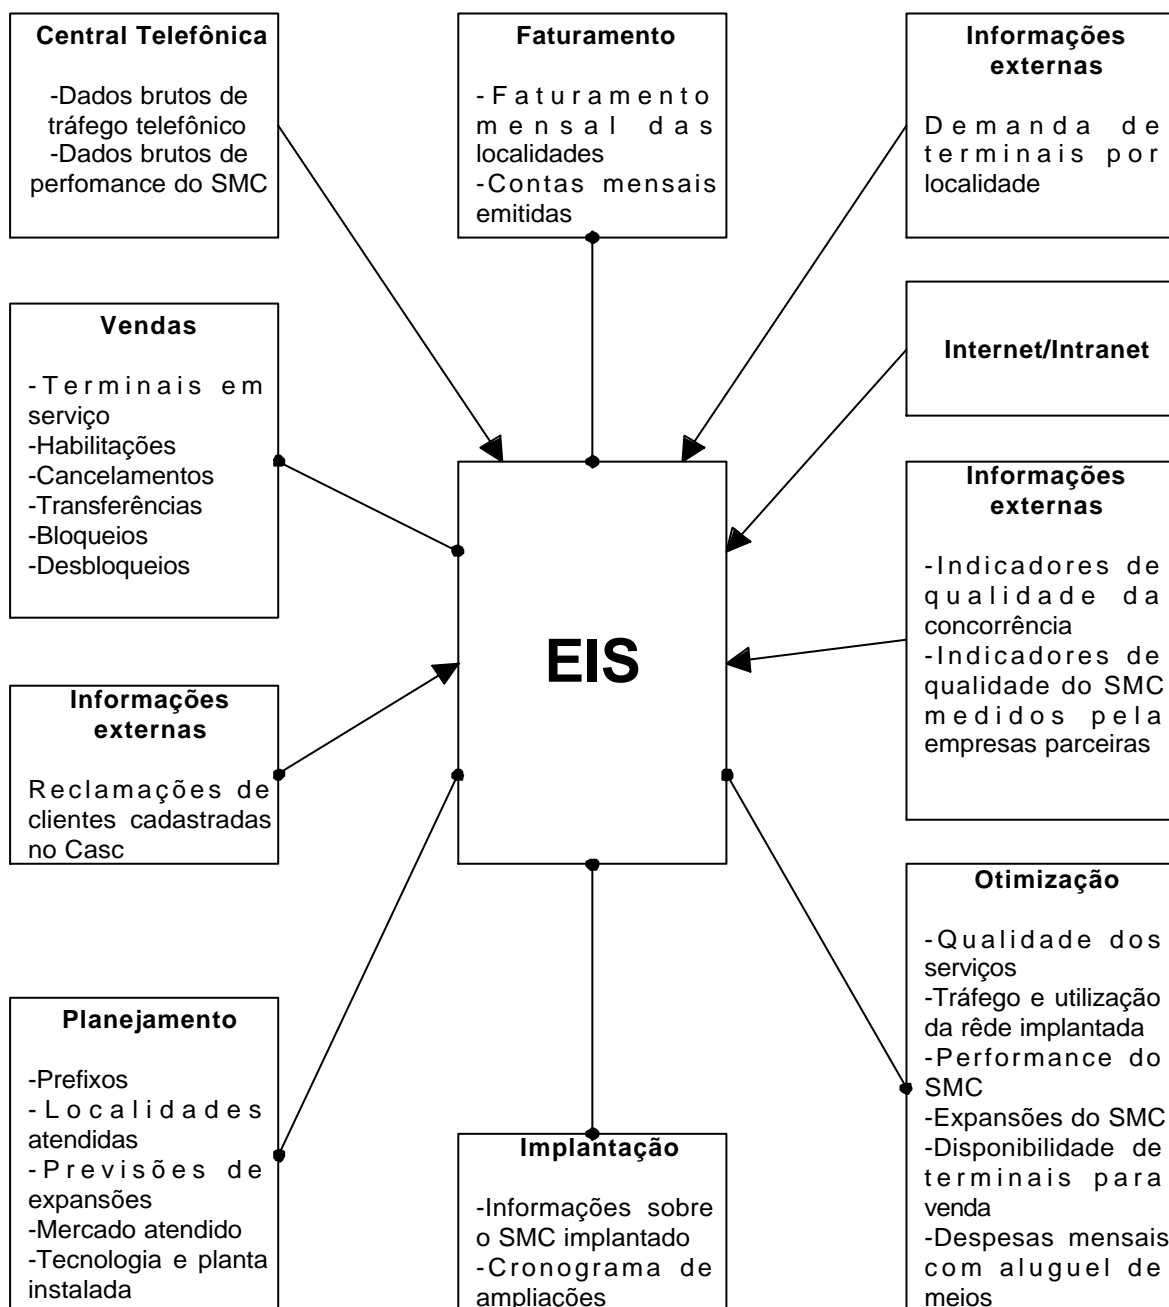 Central Telefônica
-Dados brutos de
tráfego telefônico
-Dados brutos de
perfomance do SMC
Faturamento
-Faturamento
mensal das
localidades
-Contas mensais
emitidas
Informações
externas
Demanda de
terminais por
localidade
Vendas
-Terminais em
serviço
-Habilitações
-Cancelamentos
-Transferências
-Bloqueios
-Desbloqueios
Internet/Intranet
EIS
Informações
externas
-Indicadores de
qualidade da
concorrência
-Indicadores de
qualidade do SMC
medidos pela
empresas parceiras
Informações
externas
Reclamações de
clientes cadastradas
no Casc
Otimização
-Qualidade dos
serviços
-Tráfego e utilização
da rêde implantada
-Performance do
SMC
-Expansões do SMC
-Disponibilidade de
terminais para
venda
-Despesas mensais
com aluguel de
meios
Planejamento
-Prefixos
-Localidades
atendidas
-Previsões de
expansões
-Mercado atendido
-Tecnologia e planta
instalada
Implantação
-Informações sobre
o SMC implantado
-Cronograma de
ampliações